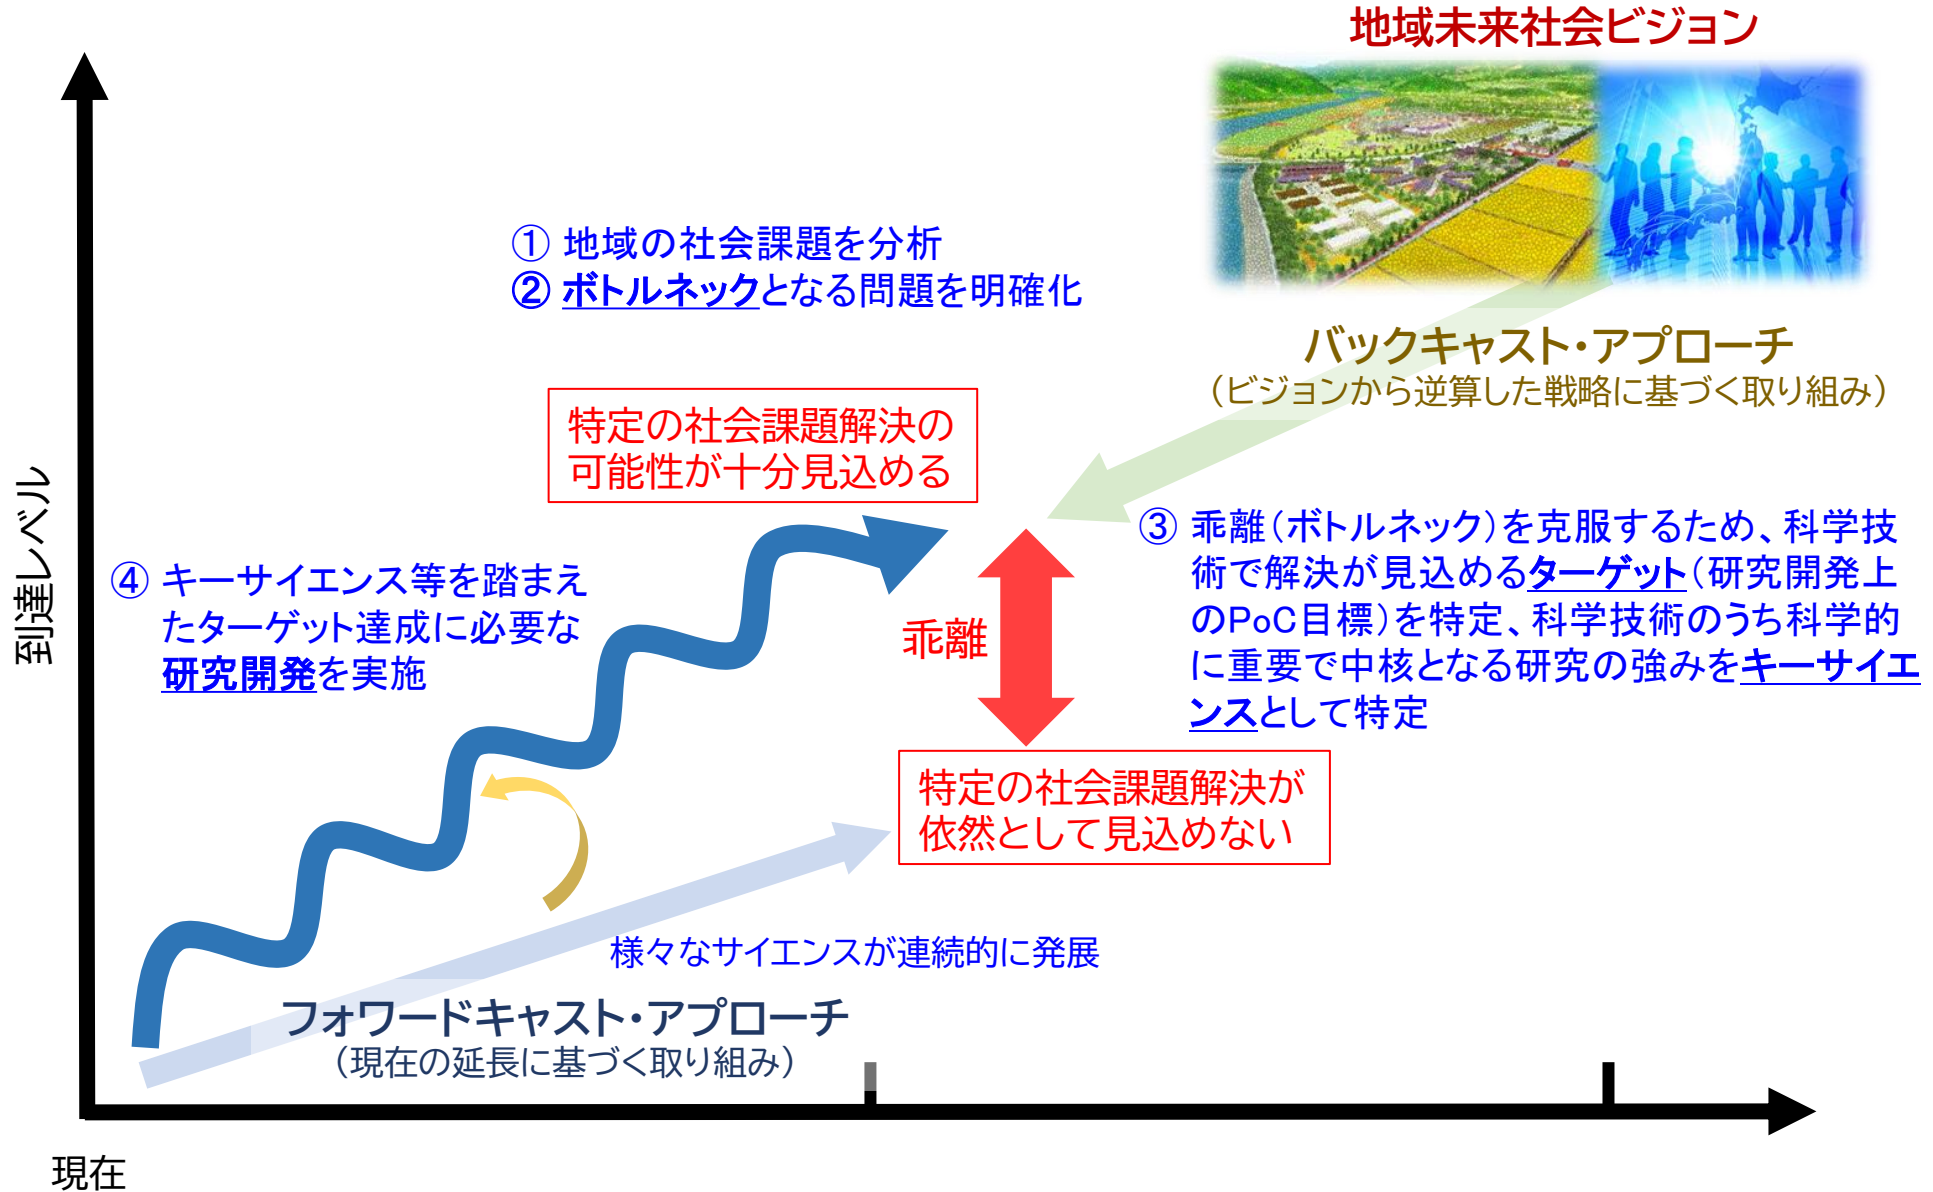 地域未来社会ビジョン
① 地域の社会課題を分析
② ボトルネックとなる問題を明確化
バックキャスト・アプローチ
（ビジョンから逆算した戦略に基づく取り組み）
特定の社会課題解決の
可能性が十分見込める
到達レベル
③ 乖離（ボトルネック）を克服するため、科学技
術で解決が見込めるターゲット（研究開発上
のPoC目標）を特定、科学技術のうち科学的
に重要で中核となる研究の強みをキーサイエ
ンスとして特定
④ キーサイエンス等を踏まえ
たターゲット達成に必要な
研究開発を実施
乖離
特定の社会課題解決が
依然として見込めない
様々なサイエンスが連続的に発展
フォワードキャスト・アプローチ
（現在の延長に基づく取り組み）
現在